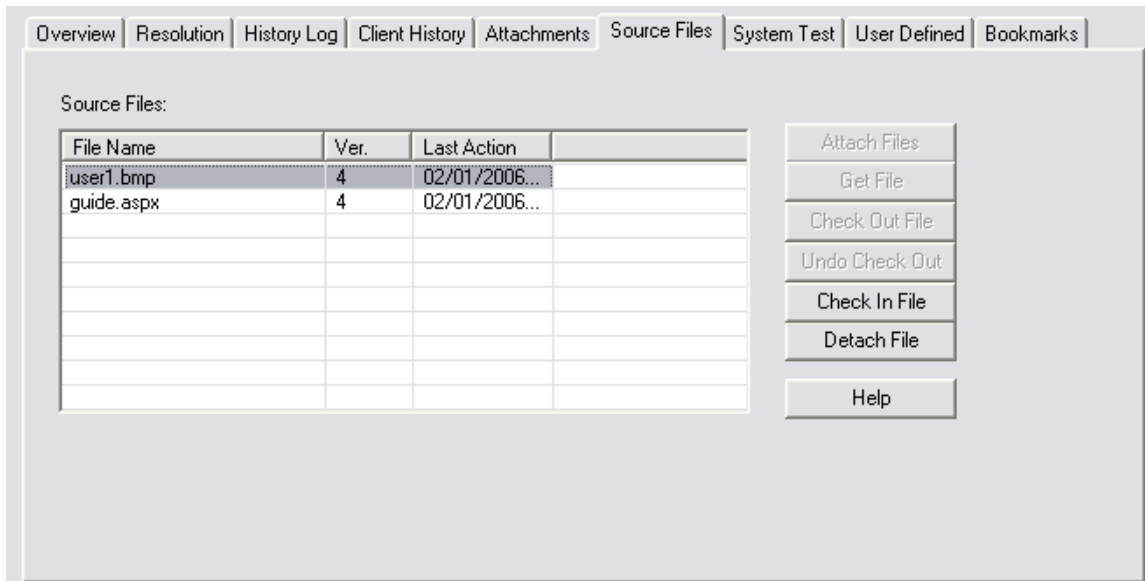 Overview Resolution History Log Client History Attachments Source Files System Test User Defined Bookmarks
Source Files:
File Name Ver. Last Action
user1.bmp 4 02/01/2006...
guide.aspx 4 02/01/2006...
Attach Files
Get File
Check Out File
Undo Check Out
Check In File
Detach File
Help